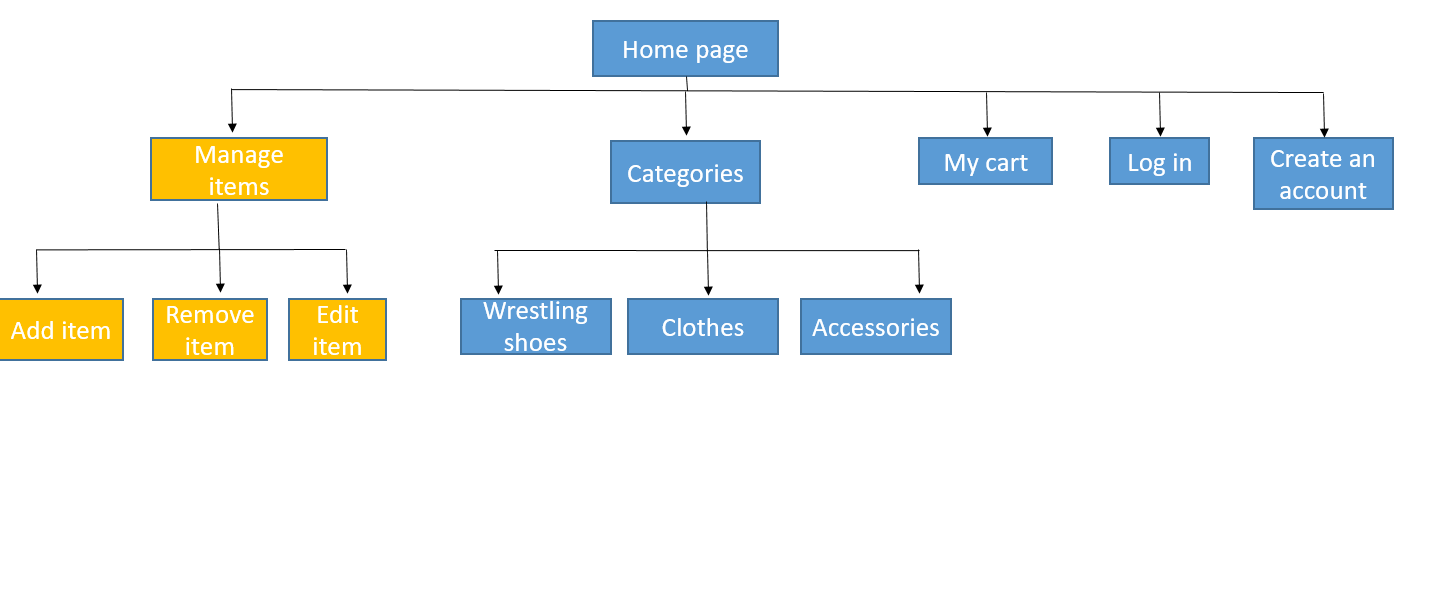 Home page
Manage
items
Categories
My cart
Log in
Create an
account
Add item
Remove
item
Edit
item
Wrestling
shoes
Clothes
Accessories